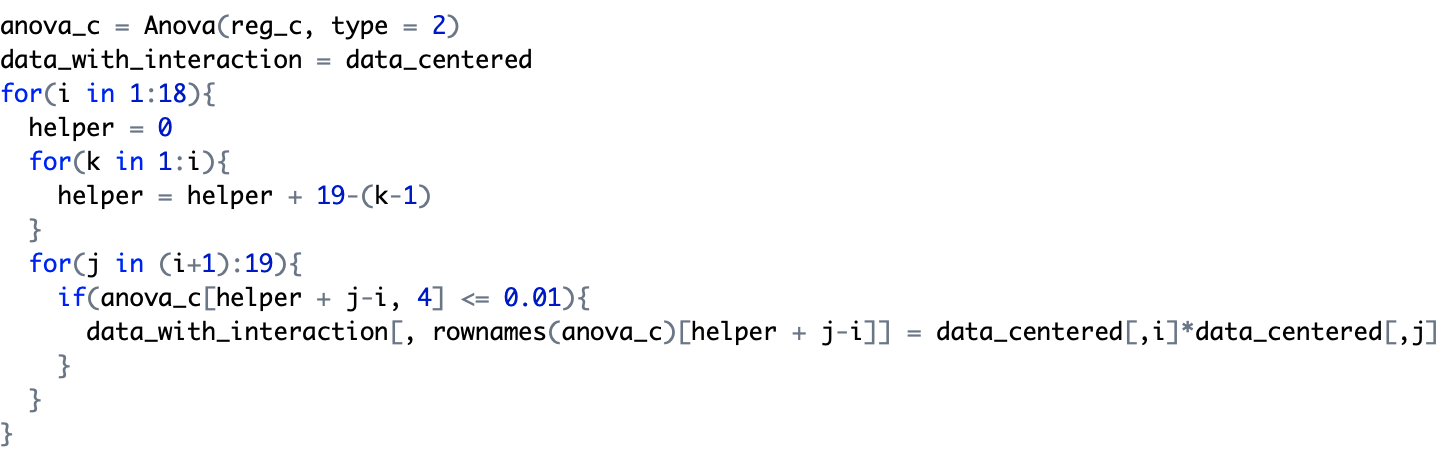 anova_c = Anova(reg_c, type = 2)
data_with_interaction = data_centered
for(i in 1:18){
  helper = 0
  for(k in 1:i){
    helper = helper + 19-(k-1)
  }
  for(j in (i+1):19){
    if(anova_c[helper + j-i, 4] <= 0.01){
      data_with_interaction[, rownames(anova_c)[helper + j-i]] = data_centered[,i]*data_centered[,j]
    }
  }
}